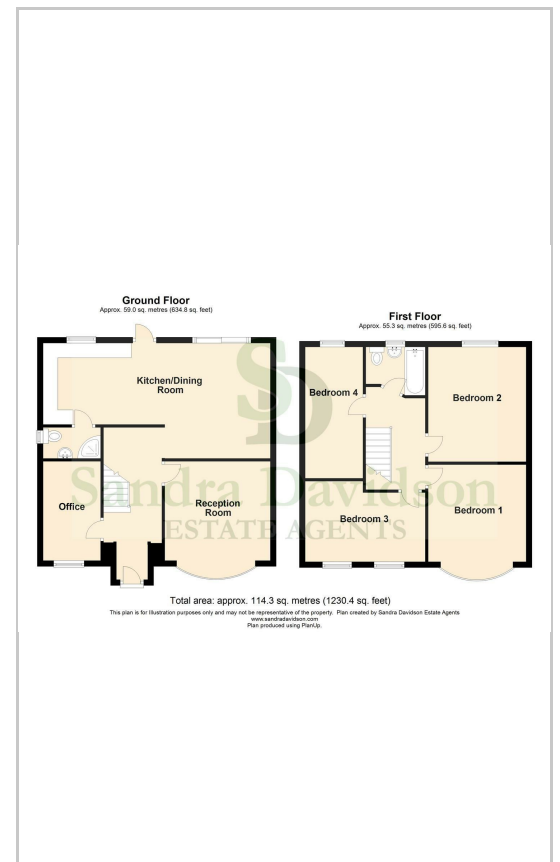 Ground Floor
Approx. 59.0 sq. metres (634.8 sq. feet)
Kitchen/Dining
Room
Office
Reception
Room
First Floor
Approx. 55.3 sq. metres (595.6 sq. feet)
Bedroom 4
Bedroom 2
Bedroom 3
Bedroom 1
SD
Sandra Davidson
ESTATE AGENTS
Total area: approx. 114.3 sq. metres (1230.4 sq. feet)
This plan is for Illustration purposes only and may not be representative of the property. Plan created by Sandra Davidson Estate Agents
www.sandradavidson.com
Plan produced using PlanUp.